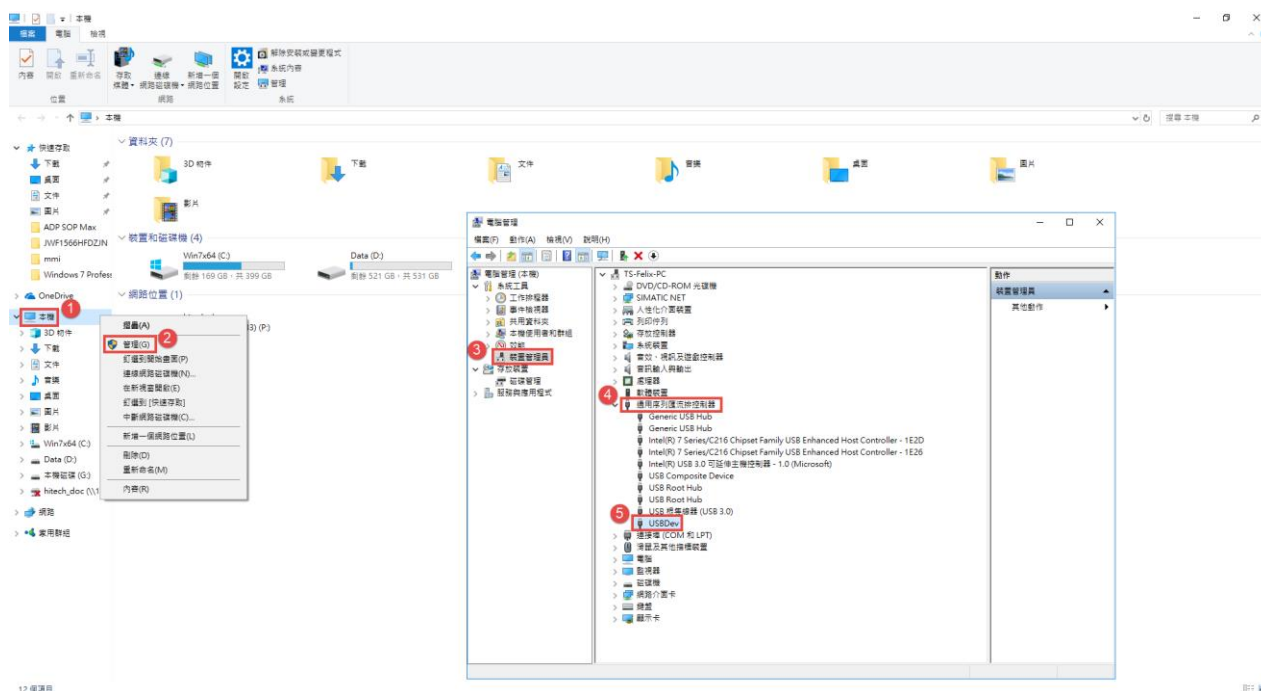 本機
檔案 電腦 檢視
內容 開啟 重新命名 存取媒體 連線網路磁碟機 新增一個網路位置 開啟設定
解除安裝或變更程式
系統內容
管理
位置 網路 系統
本機 搜尋 本機
快速存取
下載
桌面
文件
圖片
ADP SOP Max
JWF1566HFDZJN
mmi
Windows 7 Profess
OneDrive
本機
3D 物件
下載
文件
音樂
桌面
圖片
影片
Win7x64 (C:)
Data (D:)
本機磁碟 (G:)
hitech_doc (\\1
網路
家用群組
資料夾 (7)
3D 物件 下載 文件 音樂 桌面 圖片
影片
裝置和磁碟機 (4)
Win7x64 (C:) Data (D:)
剩餘 169 GB，共 399 GB 剩餘 521 GB，共 531 GB
網路位置 (1)
3) (P:)
1
2
摺疊(A)
管理(G)
釘選到開始畫面(P)
連線網路磁碟機(N)...
在新視窗開啟(E)
釘選到 [快速存取]
中斷網路磁碟機(C)...
新增一個網路位置(L)
刪除(D)
重新命名(M)
內容(R)
電腦管理
檔案(F) 動作(A) 檢視(V) 說明(H)
電腦管理 (本機)
系統工具
工作排程器
事件檢視器
共用資料夾
本機使用者和群組
效能
3
裝置管理員
存放裝置
磁碟管理
服務與應用程式
TS-Felix-PC
DVD/CD-ROM 光碟機
SIMATIC NET
人性化介面裝置
列印佇列
存放控制器
系統裝置
音效、視訊及遊戲控制器
音訊輸入與輸出
處理器
軟體裝置
4
通用序列匯流排控制器
Generic USB Hub
Generic USB Hub
Intel(R) 7 Series/C216 Chipset Family USB Enhanced Host Controller - 1E2D
Intel(R) 7 Series/C216 Chipset Family USB Enhanced Host Controller - 1E26
Intel(R) USB 3.0 可延伸主機控制器 - 1.0 (Microsoft)
USB Composite Device
USB Root Hub
USB Root Hub
USB 根集線器 (USB 3.0)
5
USBDev
連接埠 (COM 和 LPT)
滑鼠及其他指標裝置
電腦
監視器
磁碟機
網路介面卡
鍵盤
顯示卡
動作
裝置管理員
其他動作
12 個項目